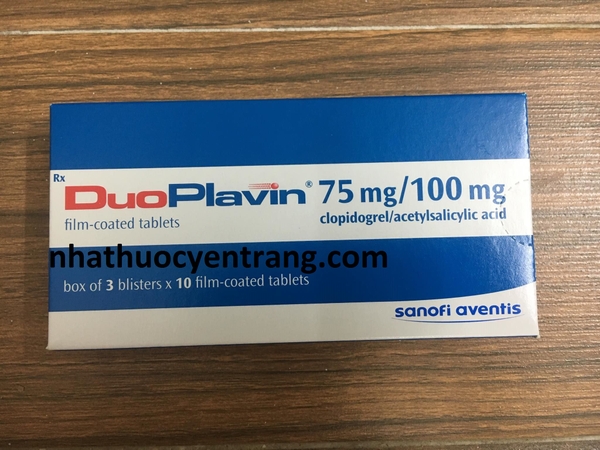 Rx
DuoPlavin® 75 mg/100 mg
film-coated tablets
clopidogrel/acetylsalicylic acid
nhathuocyentrang.com
box of 3 blisters x 10 film-coated tablets
sanofi aventis